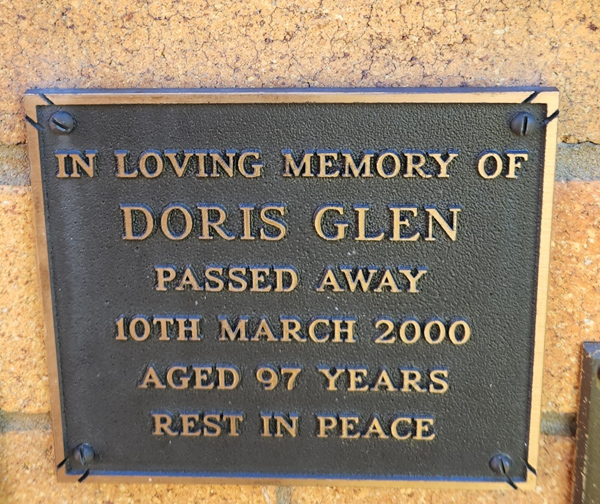 IN LOVING MEMORY OF
DORIS GLEN
PASSED AWAY
10TH MARCH 2000
AGED 97 YEARS
REST IN PEACE